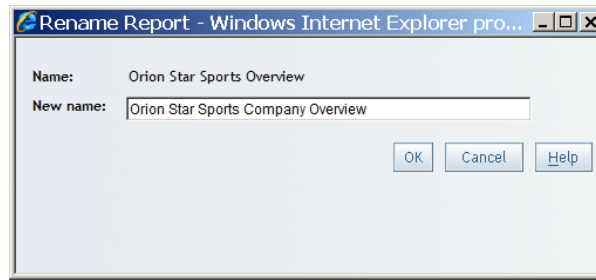 Rename Report - Windows Internet Explorer pro...
Name: Orion Star Sports Overview
New name: Orion Star Sports Company Overview
OK Cancel Help